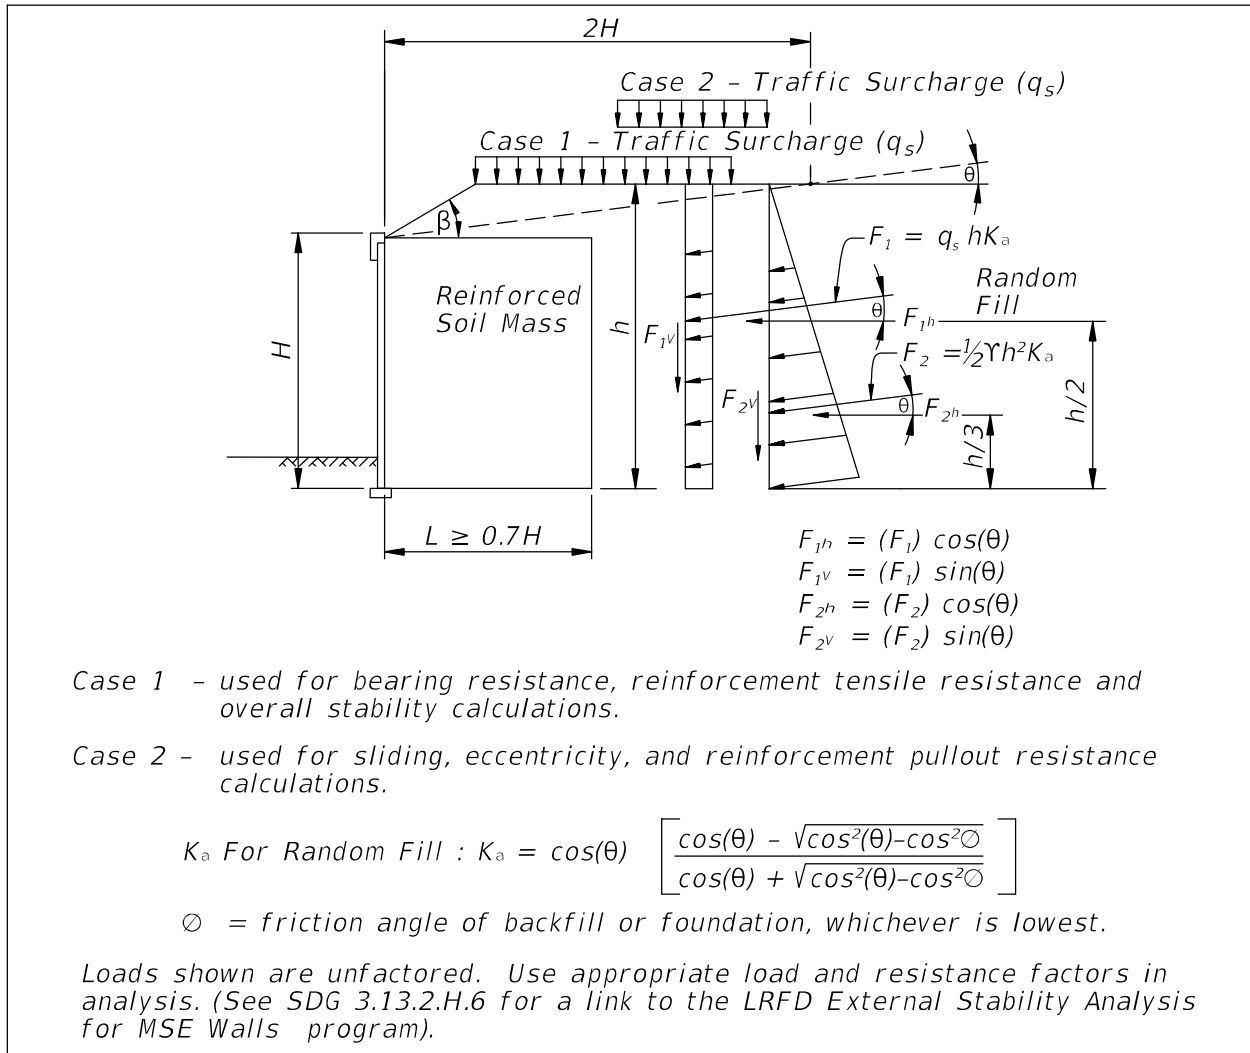 2H
Case 2 – Traffic Surcharge (qₛ)
Case 1 – Traffic Surcharge (qₛ)
θ
β
F₁ = qₛ hKₐ
Random
Fill
Reinforced
Soil Mass
H
h
F₁ᵥ
θ
F₁ₕ
F₂ =½ϒh²Kₐ
F₂ᵥ
θ
F₂ₕ
h/3
h/2
L ≥ 0.7H
F₁ₕ = (F₁) cos(θ)
F₁ᵥ = (F₁) sin(θ)
F₂ₕ = (F₂) cos(θ)
F₂ᵥ = (F₂) sin(θ)
Case 1 – used for bearing resistance, reinforcement tensile resistance and
overall stability calculations.
Case 2 – used for sliding, eccentricity, and reinforcement pullout resistance
calculations.
Kₐ For Random Fill : Kₐ = cos(θ) [ (cos(θ) – √cos²(θ)–cos²∅) / (cos(θ) + √cos²(θ)–cos²∅) ]
∅ = friction angle of backfill or foundation, whichever is lowest.
Loads shown are unfactored. Use appropriate load and resistance factors in
analysis. (See SDG 3.13.2.H.6 for a link to the LRFD External Stability Analysis
for MSE Walls program).